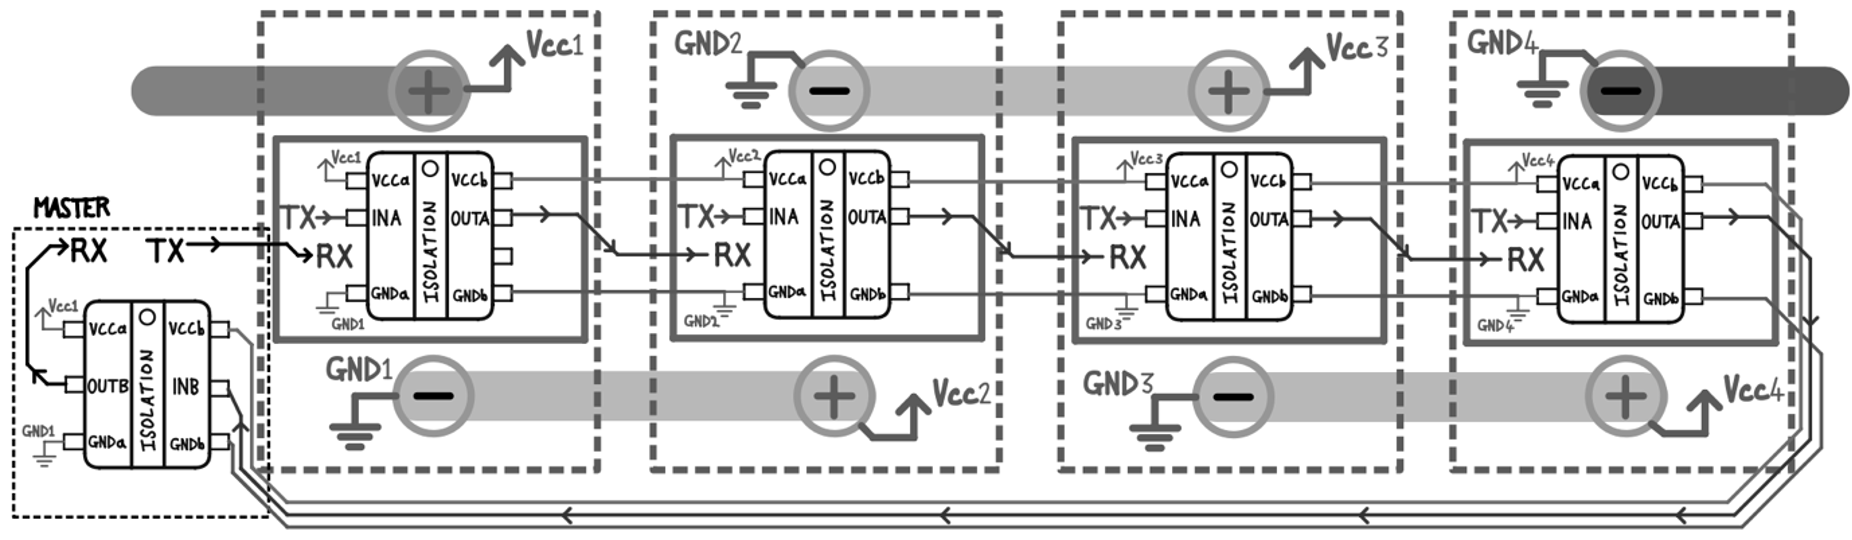 Vcc1
GND2
Vcc3
GND4
MASTER
RX TX
Vcc1
VCCa VCCb
OUTB INB
GND1
GNDa GNDb
ISOLATION
Vcc1
VCCa VCCb
TX INA OUTA
RX
GNDa GNDb
GND1
ISOLATION
Vcc2
VCCa VCCb
TX INA OUTA
RX
GNDa GNDb
GND2
ISOLATION
Vcc3
VCCa VCCb
TX INA OUTA
RX
GNDa GNDb
GND3
ISOLATION
Vcc4
VCCa VCCb
TX INA OUTA
RX
GNDa GNDb
GND4
ISOLATION
GND1
Vcc2
GND3
Vcc4